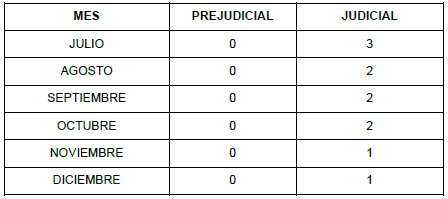 MES PREJUDICIAL JUDICIAL
JULIO 0 3
AGOSTO 0 2
SEPTIEMBRE 0 2
OCTUBRE 0 2
NOVIEMBRE 0 1
DICIEMBRE 0 1